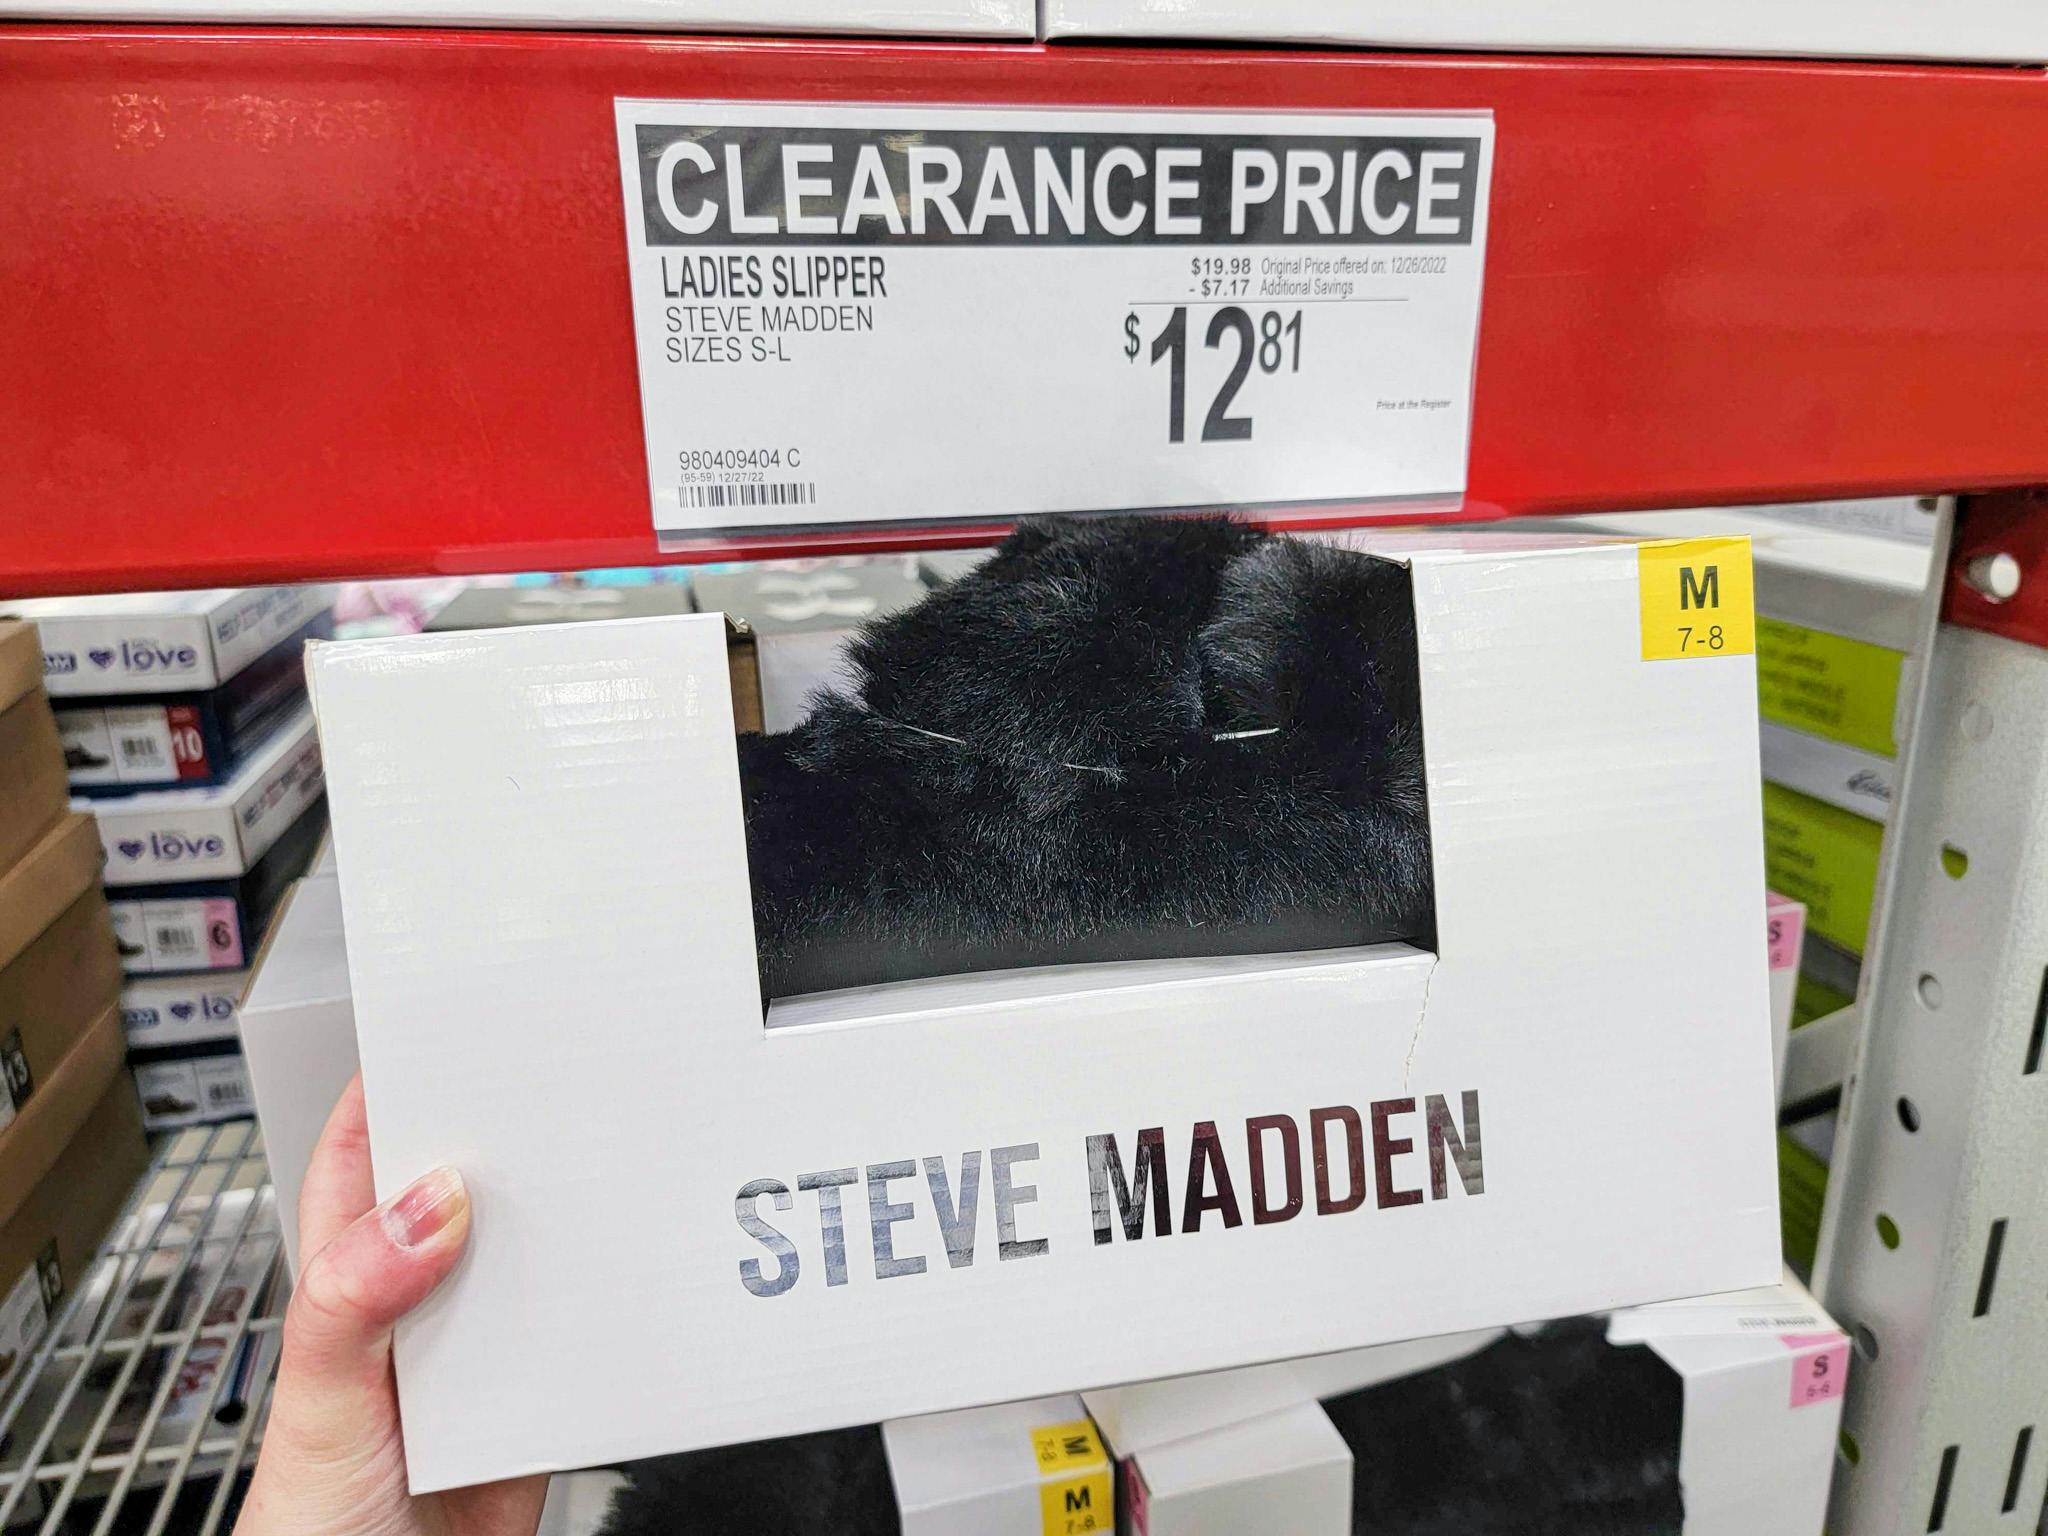 CLEARANCE PRICE
LADIES SLIPPER
STEVE MADDEN
SIZES S-L
$19.98 Original Price offered on: 12/26/2022
- $7.17 Additional Savings
$12 81
Price at the Register
980409404 C
(95-59) 12/27/22
M
7-8
love
10
love
6
lo
13
13
S
STEVE MADDEN
S
M
7-8
M
7-8